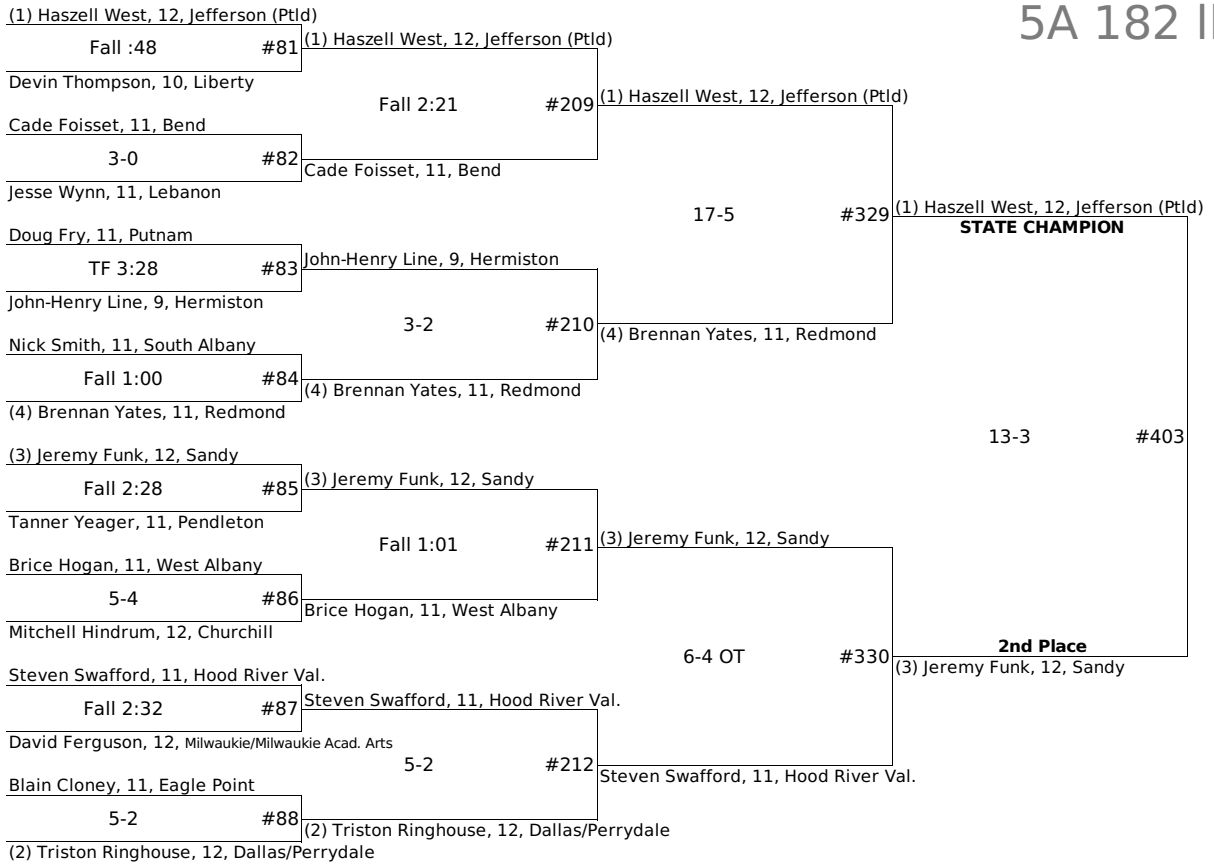 (1) Haszell West, 12, Jefferson (Ptld)
5A 182 l
Fall :48 #81
(1) Haszell West, 12, Jefferson (Ptld)
Devin Thompson, 10, Liberty
Fall 2:21 #209
(1) Haszell West, 12, Jefferson (Ptld)
Cade Foisset, 11, Bend
3-0 #82
Cade Foisset, 11, Bend
Jesse Wynn, 11, Lebanon
17-5 #329
(1) Haszell West, 12, Jefferson (Ptld)
STATE CHAMPION
Doug Fry, 11, Putnam
TF 3:28 #83
John-Henry Line, 9, Hermiston
John-Henry Line, 9, Hermiston
3-2 #210
(4) Brennan Yates, 11, Redmond
Nick Smith, 11, South Albany
Fall 1:00 #84
(4) Brennan Yates, 11, Redmond
(4) Brennan Yates, 11, Redmond
13-3 #403
(3) Jeremy Funk, 12, Sandy
Fall 2:28 #85
(3) Jeremy Funk, 12, Sandy
Tanner Yeager, 11, Pendleton
Fall 1:01 #211
(3) Jeremy Funk, 12, Sandy
Brice Hogan, 11, West Albany
5-4 #86
Brice Hogan, 11, West Albany
Mitchell Hindrum, 12, Churchill
6-4 OT #330
2nd Place
(3) Jeremy Funk, 12, Sandy
Steven Swafford, 11, Hood River Val.
Fall 2:32 #87
Steven Swafford, 11, Hood River Val.
David Ferguson, 12, Milwaukie/Milwaukie Acad. Arts
5-2 #212
Steven Swafford, 11, Hood River Val.
Blain Cloney, 11, Eagle Point
5-2 #88
(2) Triston Ringhouse, 12, Dallas/Perrydale
(2) Triston Ringhouse, 12, Dallas/Perrydale